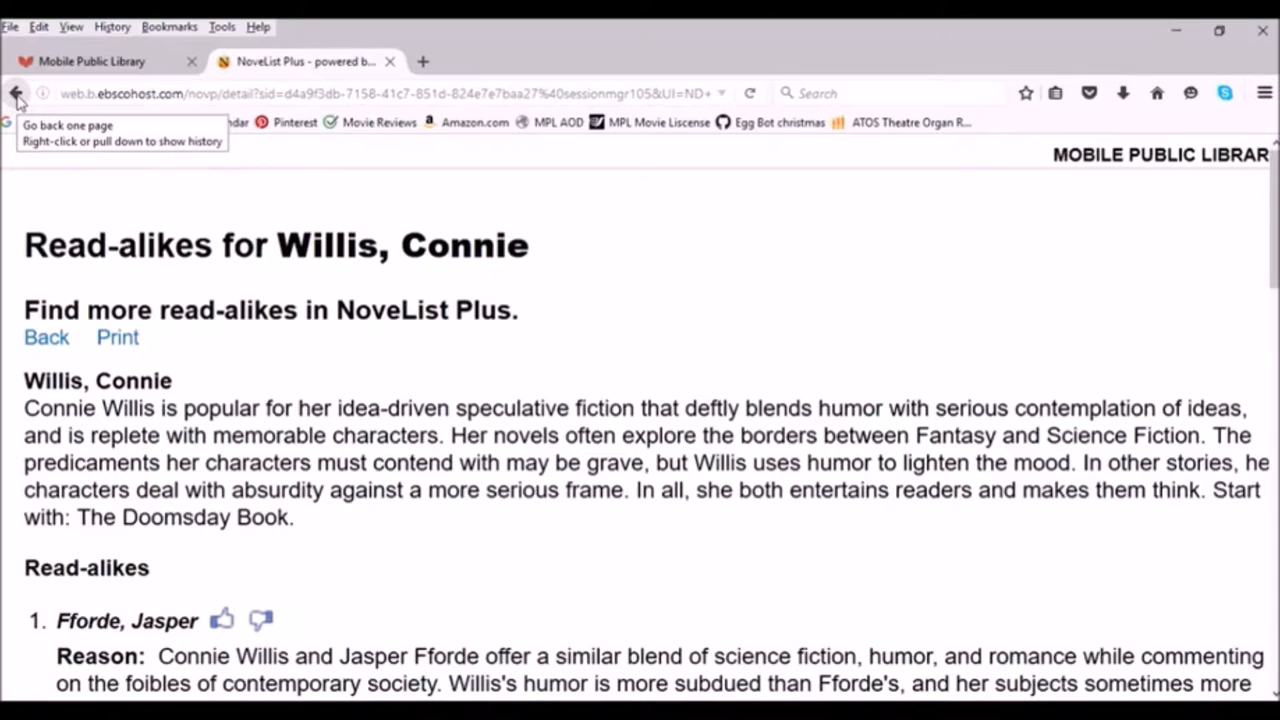 File Edit View History Bookmarks Tools Help
Mobile Public Library NoveList Plus - powered b...
web.b.ebscohost.com/novp/detail?sid=d4a9f3db-7158-41c7-851d-824e7e7baa27%40sessionmgr105&UI=ND+ Search
Go back one page
Right-click or pull down to show history
dar Pinterest Movie Reviews Amazon.com MPL AOD MPL Movie Liscense Egg Bot christmas ATOS Theatre Organ R...
MOBILE PUBLIC LIBRAR
Read-alikes for Willis, Connie
Find more read-alikes in NoveList Plus.
Back Print
Willis, Connie
Connie Willis is popular for her idea-driven speculative fiction that deftly blends humor with serious contemplation of ideas,
and is replete with memorable characters. Her novels often explore the borders between Fantasy and Science Fiction. The
predicaments her characters must contend with may be grave, but Willis uses humor to lighten the mood. In other stories, he
characters deal with absurdity against a more serious frame. In all, she both entertains readers and makes them think. Start
with: The Doomsday Book.
Read-alikes
1. Fforde, Jasper
Reason: Connie Willis and Jasper Fforde offer a similar blend of science fiction, humor, and romance while commenting
on the foibles of contemporary society. Willis's humor is more subdued than Fforde's, and her subjects sometimes more